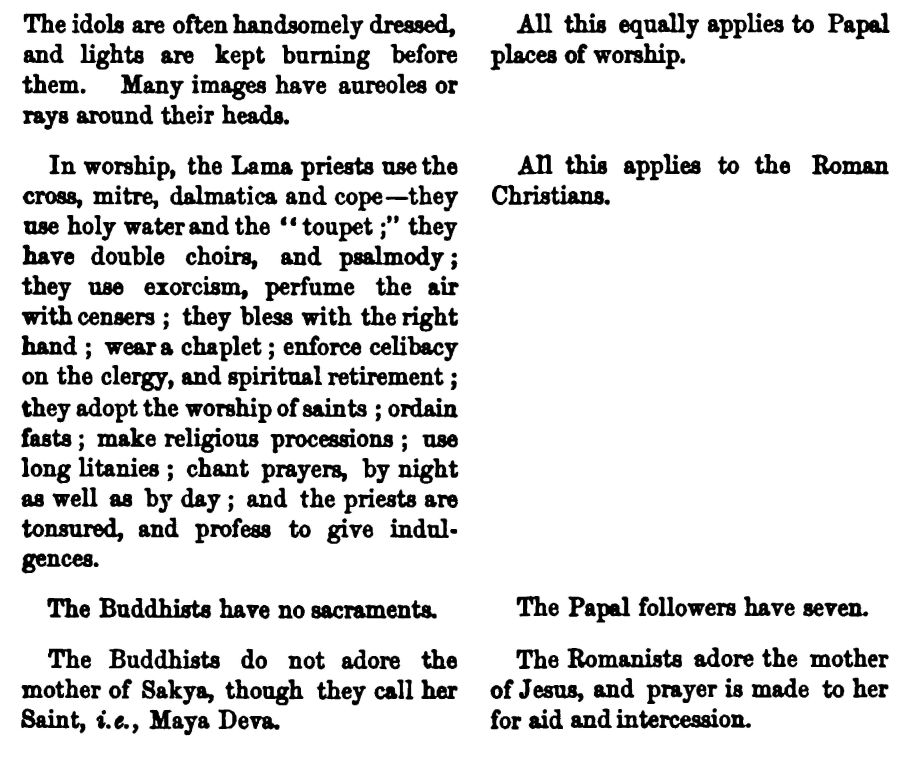 The idols are often handsomely dressed,
and lights are kept burning before
them. Many images have aureoles or
rays around their heads.
All this equally applies to Papal
places of worship.
In worship, the Lama priests use the
cross, mitre, dalmatica and cope—they
use holy water and the “toupet ;” they
have double choirs, and psalmody ;
they use exorcism, perfume the air
with censers ; they bless with the right
hand ; wear a chaplet ; enforce celibacy
on the clergy, and spiritual retirement ;
they adopt the worship of saints ; ordain
fasts ; make religious processions ; use
long litanies ; chant prayers, by night
as well as by day ; and the priests are
tonsured, and profess to give indul-
gences.
All this applies to the Roman
Christians.
The Buddhists have no sacraments.
The Papal followers have seven.
The Buddhists do not adore the
mother of Sakya, though they call her
Saint, i.e., Maya Deva.
The Romanists adore the mother
of Jesus, and prayer is made to her
for aid and intercession.